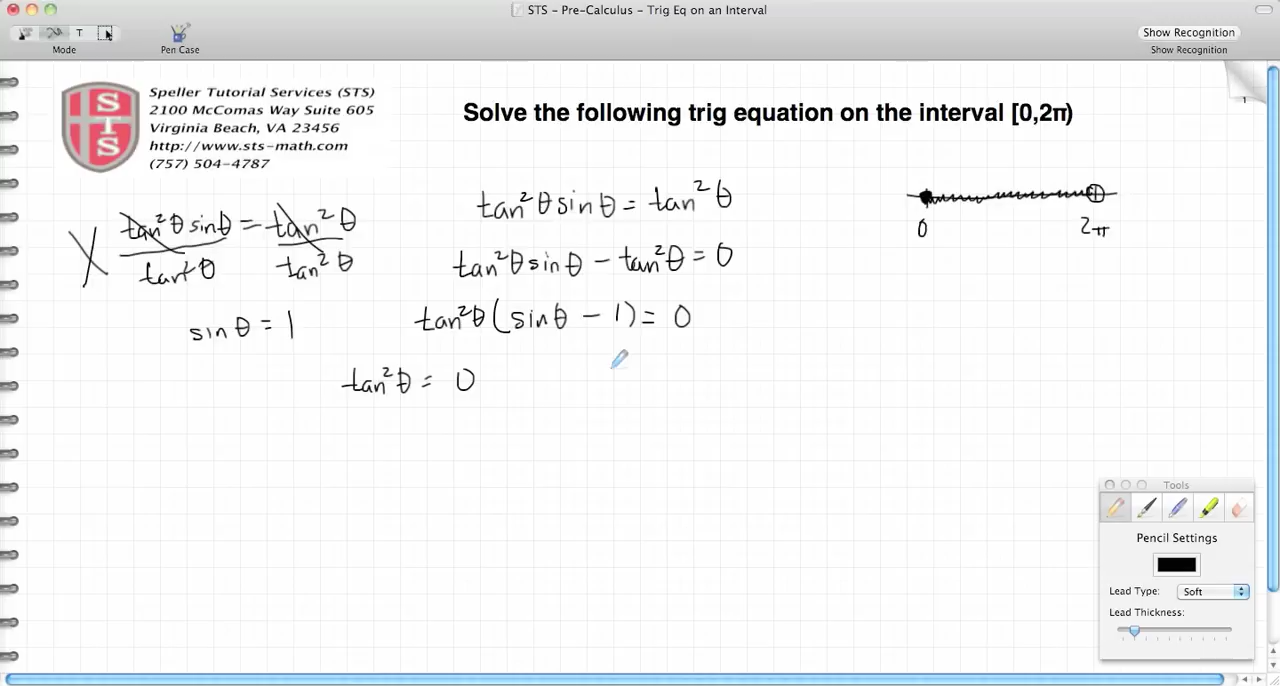 STS - Pre-Calculus - Trig Eq on an Interval
T
Mode
Pen Case
Show Recognition
Show Recognition
1
STS
Speller Tutorial Services (STS)
2100 McComas Way Suite 605
Virginia Beach, VA 23456
http://www.sts-math.com
(757) 504-4787
Solve the following trig equation on the interval [0,2π)
tan²θ sinθ = tan²θ
tan²θ tan²θ
sinθ = 1
tan²θ sinθ = tan²θ
tan²θ sinθ - tan²θ = 0
tan²θ (sinθ - 1) = 0
tan²θ = 0
0 2π
Tools
Pencil Settings
Lead Type: Soft
Lead Thickness: